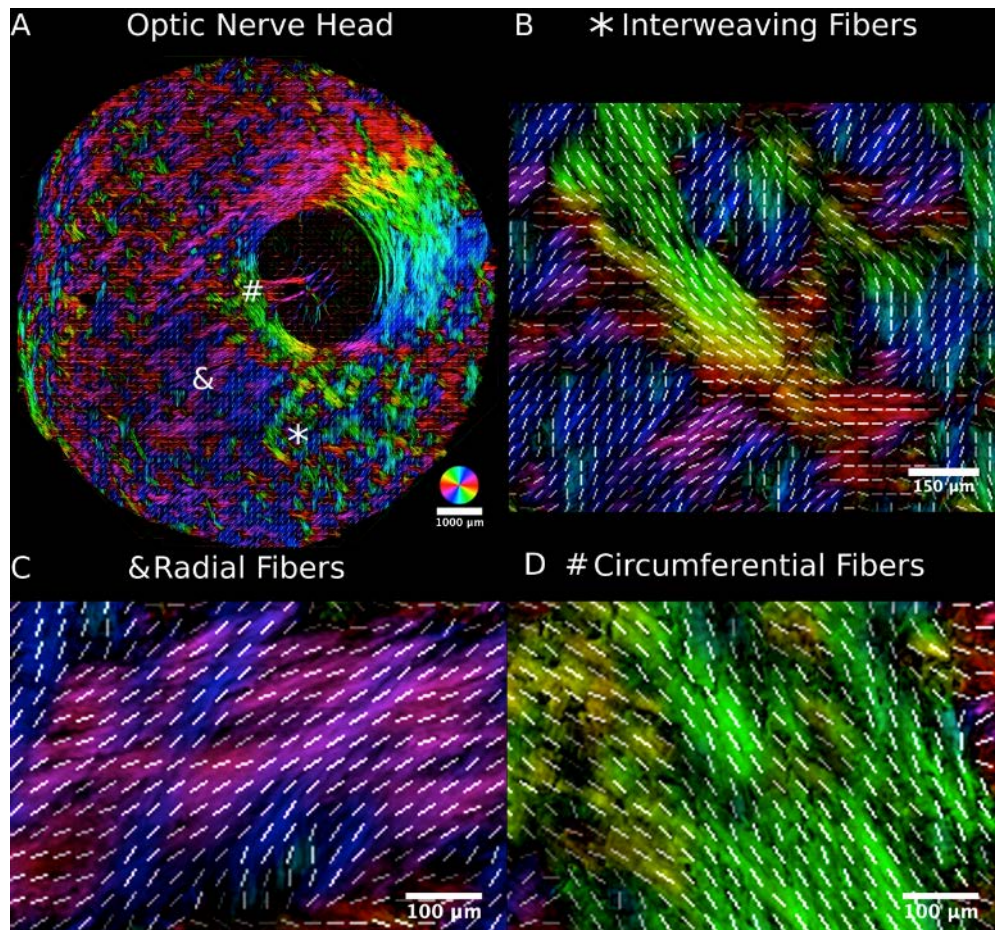 A Optic Nerve Head
B * Interweaving Fibers
#
&
*
1000 µm
150 µm
C &Radial Fibers
D # Circumferential Fibers
100 µm
100 µm